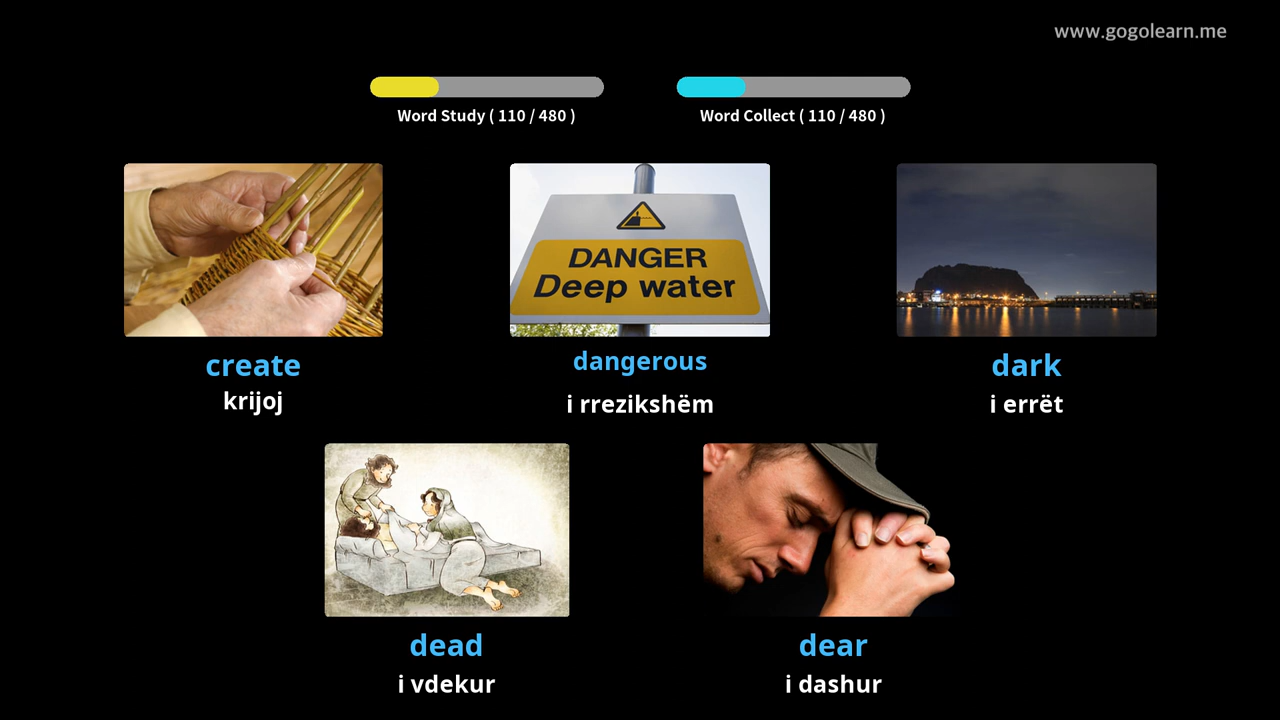 www.gogolearn.me
Word Study ( 110 / 480 )
Word Collect ( 110 / 480 )
DANGER
Deep water
create
dangerous
dark
krijoj
i rrezikshëm
i errët
dead
dear
i vdekur
i dashur